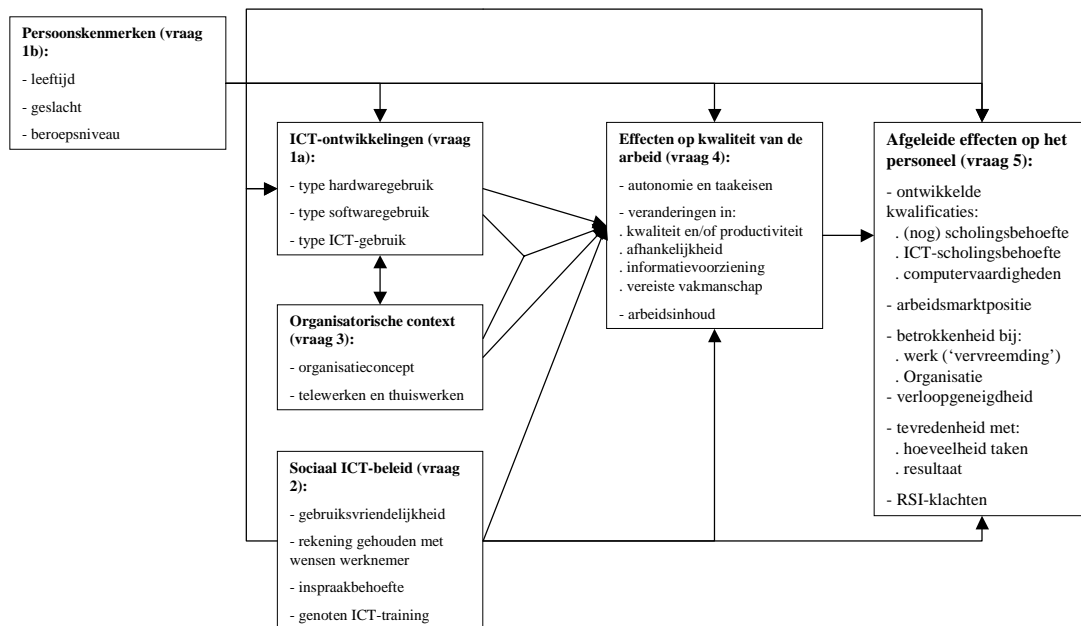 Persoonskenmerken (vraag
1b):
- leeftijd
- geslacht
- beroepsniveau
ICT-ontwikkelingen (vraag
1a):
- type hardwaregebruik
- type softwaregebruik
- type ICT-gebruik
Organisatorische context
(vraag 3):
- organisatieconcept
- telewerken en thuiswerken
Sociaal ICT-beleid (vraag
2):
- gebruiksvriendelijkheid
- rekening gehouden met
wensen werknemer
- inspraakbehoefte
- genoten ICT-training
Effecten op kwaliteit van de
arbeid (vraag 4):
- autonomie en taakeisen
- veranderingen in:
. kwaliteit en/of productiviteit
. afhankelijkheid
. informatievoorziening
. vereiste vakmanschap
- arbeidsinhoud
Afgeleide effecten op het
personeel (vraag 5):
- ontwikkelde
kwalificaties:
. (nog) scholingsbehoefte
. ICT-scholingsbehoefte
. computervaardigheden
- arbeidsmarktpositie
- betrokkenheid bij:
. werk (‘vervreemding’)
. Organisatie
- verloopgeneigdheid
- tevredenheid met:
. hoeveelheid taken
. resultaat
- RSI-klachten